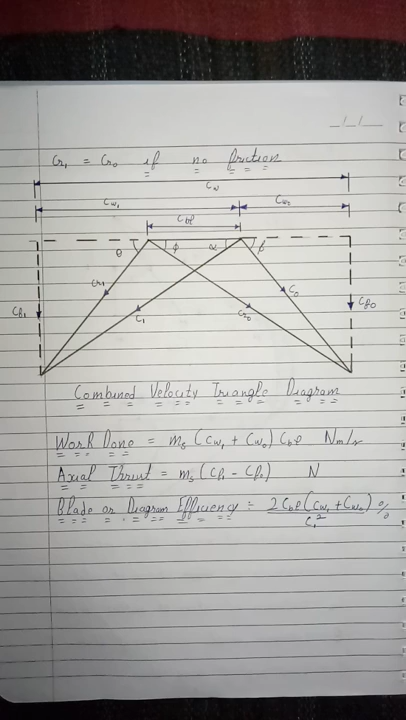 _/_/_
Cr1 = Cr0 if no friction
Cw
Cw1 Cw2
Cbl
θ ϕ α β
Cf1 Cr1 C1 Cr0 C0 Cf0
Combined Velocity Triangle Diagram
Work Done = ms (Cw1 + Cw0) Cbl Nm/s
Axial Thrust = ms (Cf1 - Cf0) N
Blade or Diagram Efficiency = 2Cbl(Cw1 + Cw0) %
C1²